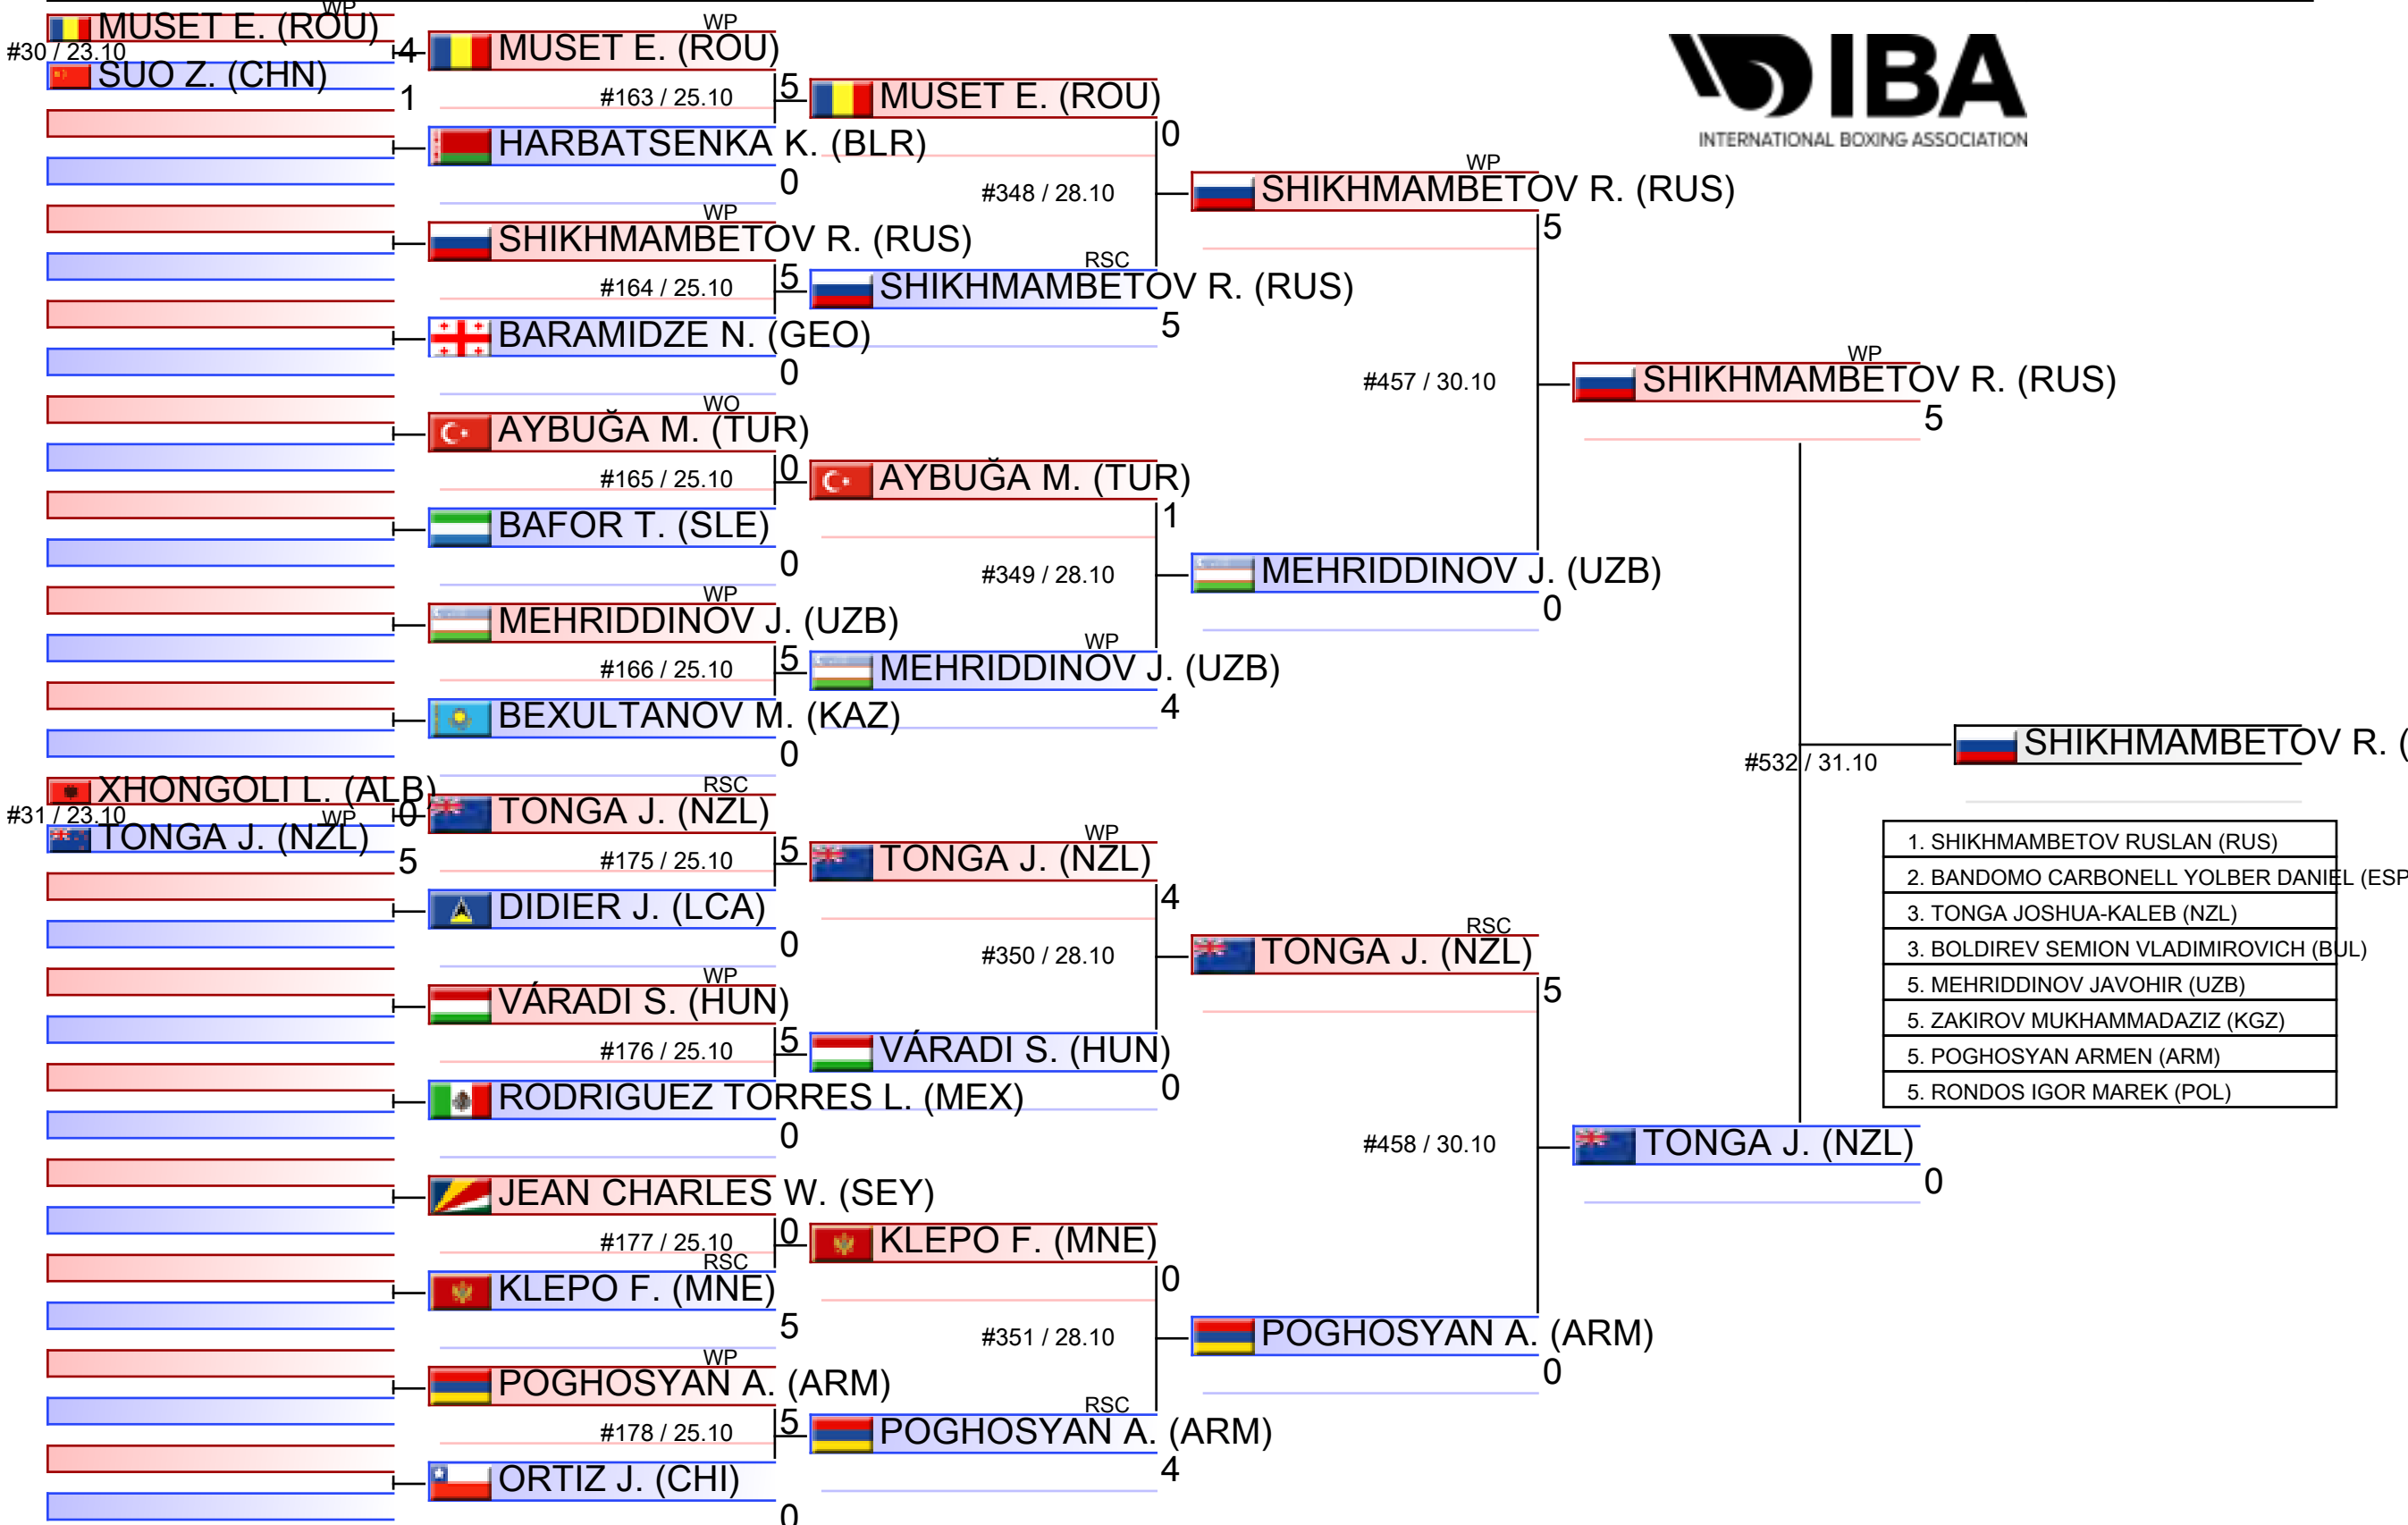 WP
MUSET E. (ROU)
#30 / 23.10
4
SUO Z. (CHN)
1
WP
MUSET E. (ROU)
5
#163 / 25.10
HARBATSENKA K. (BLR)
0
WP
SHIKHMAMBETOV R. (RUS)
5
#164 / 25.10
BARAMIDZE N. (GEO)
0
WO
AYBUĞA M. (TUR)
0
#165 / 25.10
BAFOR T. (SLE)
0
WP
MEHRIDDINOV J. (UZB)
5
#166 / 25.10
BEXULTANOV M. (KAZ)
0
XHONGOLI L. (ALB)
0
#31 / 23.10
WP
TONGA J. (NZL)
5
RSC
TONGA J. (NZL)
5
#175 / 25.10
DIDIER J. (LCA)
0
WP
VÁRADI S. (HUN)
5
#176 / 25.10
RODRIGUEZ TORRES L. (MEX)
0
JEAN CHARLES W. (SEY)
0
#177 / 25.10
RSC
KLEPO F. (MNE)
5
WP
POGHOSYAN A. (ARM)
5
#178 / 25.10
ORTIZ J. (CHI)
0
MUSET E. (ROU)
0
#348 / 28.10
RSC
SHIKHMAMBETOV R. (RUS)
5
AYBUĞA M. (TUR)
1
#349 / 28.10
WP
MEHRIDDINOV J. (UZB)
4
WP
TONGA J. (NZL)
4
#350 / 28.10
VÁRADI S. (HUN)
0
KLEPO F. (MNE)
0
#351 / 28.10
RSC
POGHOSYAN A. (ARM)
4
WP
SHIKHMAMBETOV R. (RUS)
5
#457 / 30.10
MEHRIDDINOV J. (UZB)
0
RSC
TONGA J. (NZL)
5
#458 / 30.10
POGHOSYAN A. (ARM)
0
WP
SHIKHMAMBETOV R. (RUS)
5
#532 / 31.10
TONGA J. (NZL)
0
SHIKHMAMBETOV R. (
IBA
INTERNATIONAL BOXING ASSOCIATION
1. SHIKHMAMBETOV RUSLAN (RUS)
2. BANDOMO CARBONELL YOLBER DANIEL (ESP
3. TONGA JOSHUA-KALEB (NZL)
3. BOLDIREV SEMION VLADIMIROVICH (BUL)
5. MEHRIDDINOV JAVOHIR (UZB)
5. ZAKIROV MUKHAMMADAZIZ (KGZ)
5. POGHOSYAN ARMEN (ARM)
5. RONDOS IGOR MAREK (POL)